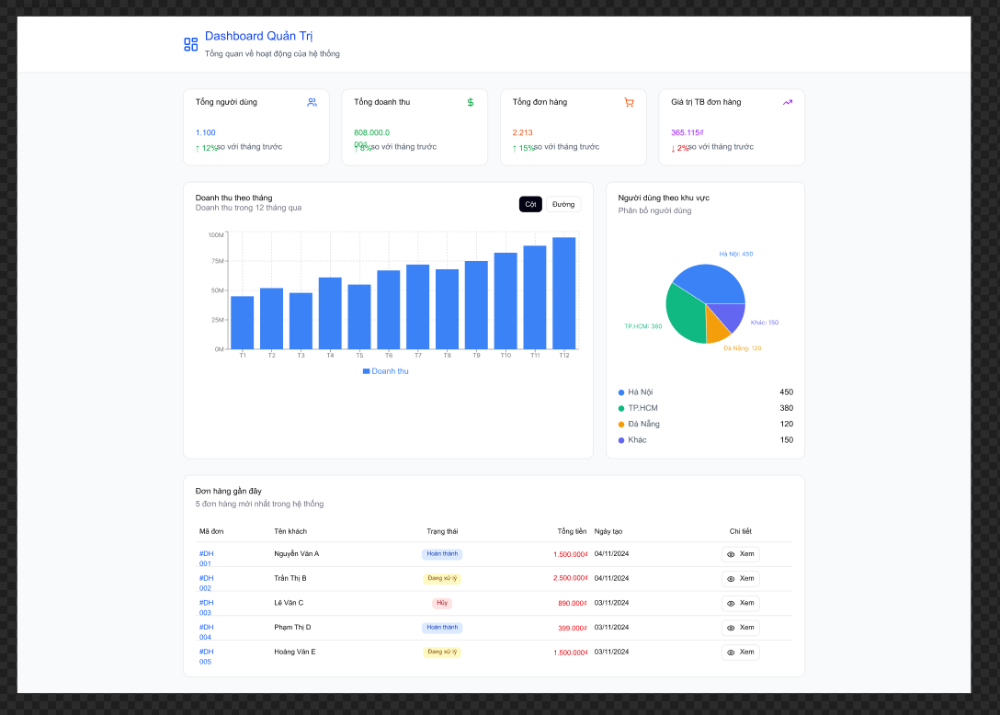 Dashboard Quản Trị
Tổng quan về hoạt động của hệ thống
Tổng người dùng
1.100
↑ 12% so với tháng trước
Tổng doanh thu
808.000.0
↑ 8% so với tháng trước
Tổng đơn hàng
2.213
↑ 15% so với tháng trước
Giá trị TB đơn hàng
365.115₫
↓ 2% so với tháng trước
Doanh thu theo tháng
Doanh thu trong 12 tháng qua
Cột
Đường
100M
75M
50M
25M
0M
T1 T2 T3 T4 T5 T6 T7 T8 T9 T10 T11 T12
Doanh thu
Người dùng theo khu vực
Phân bổ người dùng
Hà Nội: 450
TP.HCM: 380
Khác: 150
Đà Nẵng: 120
Hà Nội 450
TP.HCM 380
Đà Nẵng 120
Khác 150
Đơn hàng gần đây
5 đơn hàng mới nhất trong hệ thống
Mã đơn Tên khách Trạng thái Tổng tiền Ngày tạo Chi tiết
#DH Nguyễn Văn A Hoàn thành 1.500.000₫ 04/11/2024 Xem
001
#DH Trần Thị B Đang xử lý 2.500.000₫ 04/11/2024 Xem
002
#DH Lê Văn C Hủy 890.000₫ 03/11/2024 Xem
003
#DH Phạm Thị D Hoàn thành 399.000₫ 03/11/2024 Xem
004
#DH Hoàng Văn E Đang xử lý 1.500.000₫ 03/11/2024 Xem
005